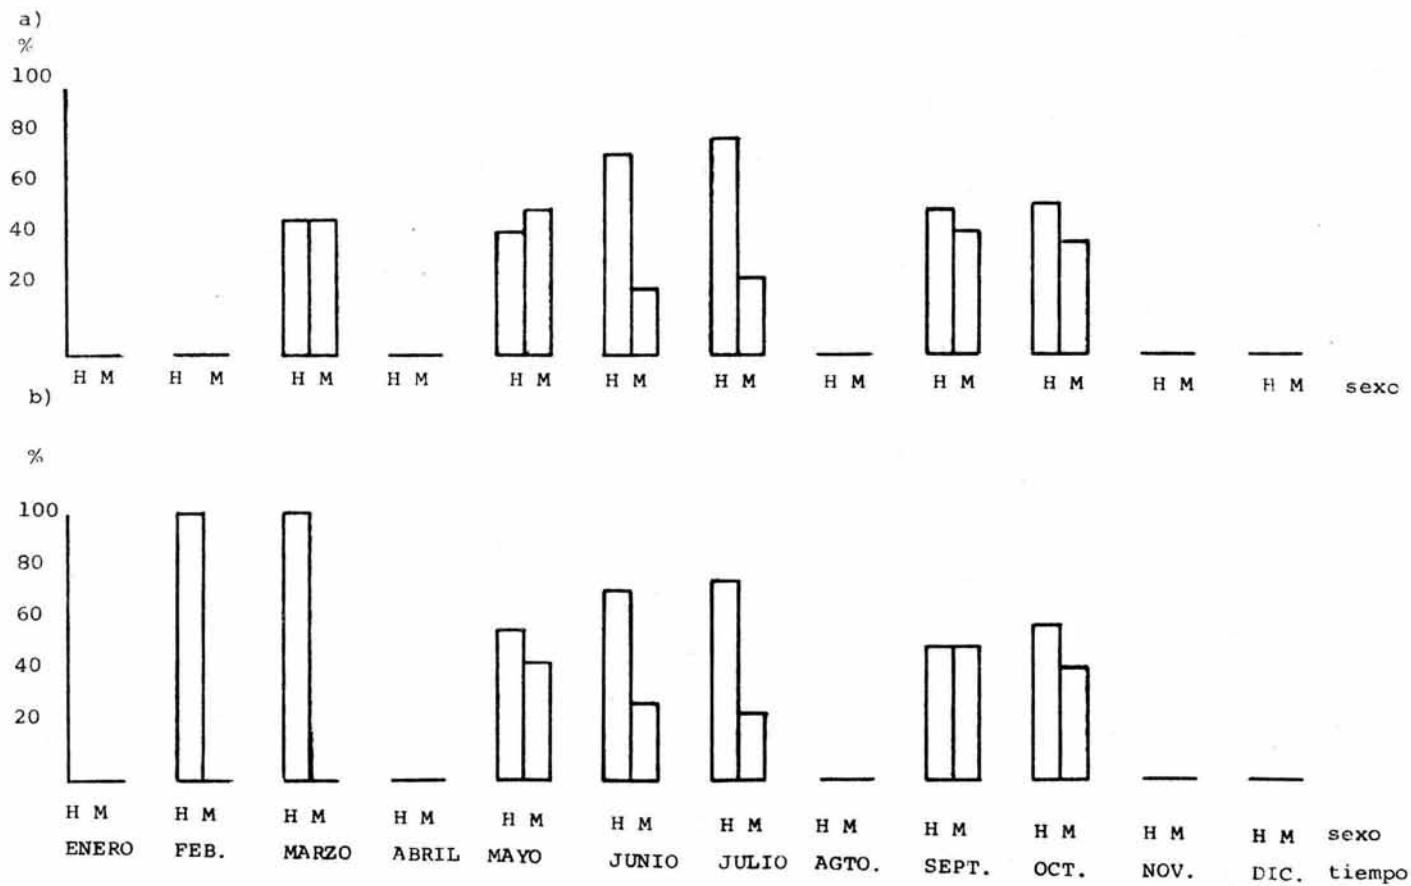 a)
%
100
80
60
40
20
H M H M H M H M H M H M H M H M H M H M H M H M sexo
b)
%
100
80
60
40
20
H M H M H M H M H M H M H M H M H M H M H M H M sexo
ENERO FEB. MARZO ABRIL MAYO JUNIO JULIO AGTO. SEPT. OCT. NOV. DIC. tiempo